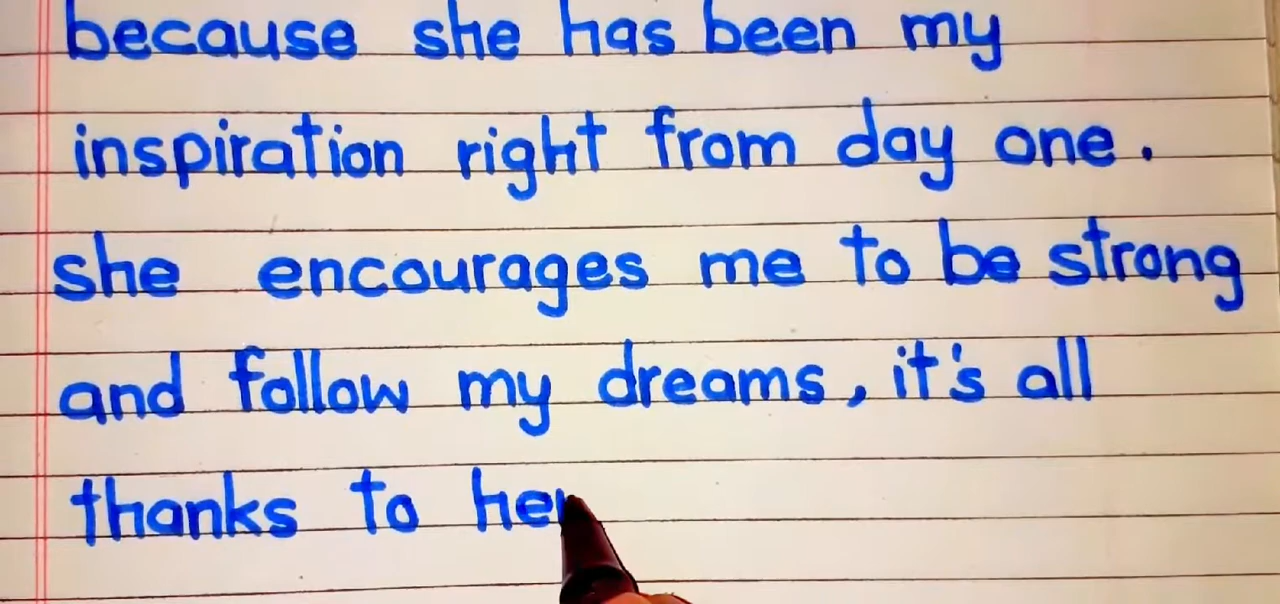 because she has been my
inspiration right from day one.
she encourages me to be strong
and follow my dreams, it's all
thanks to her